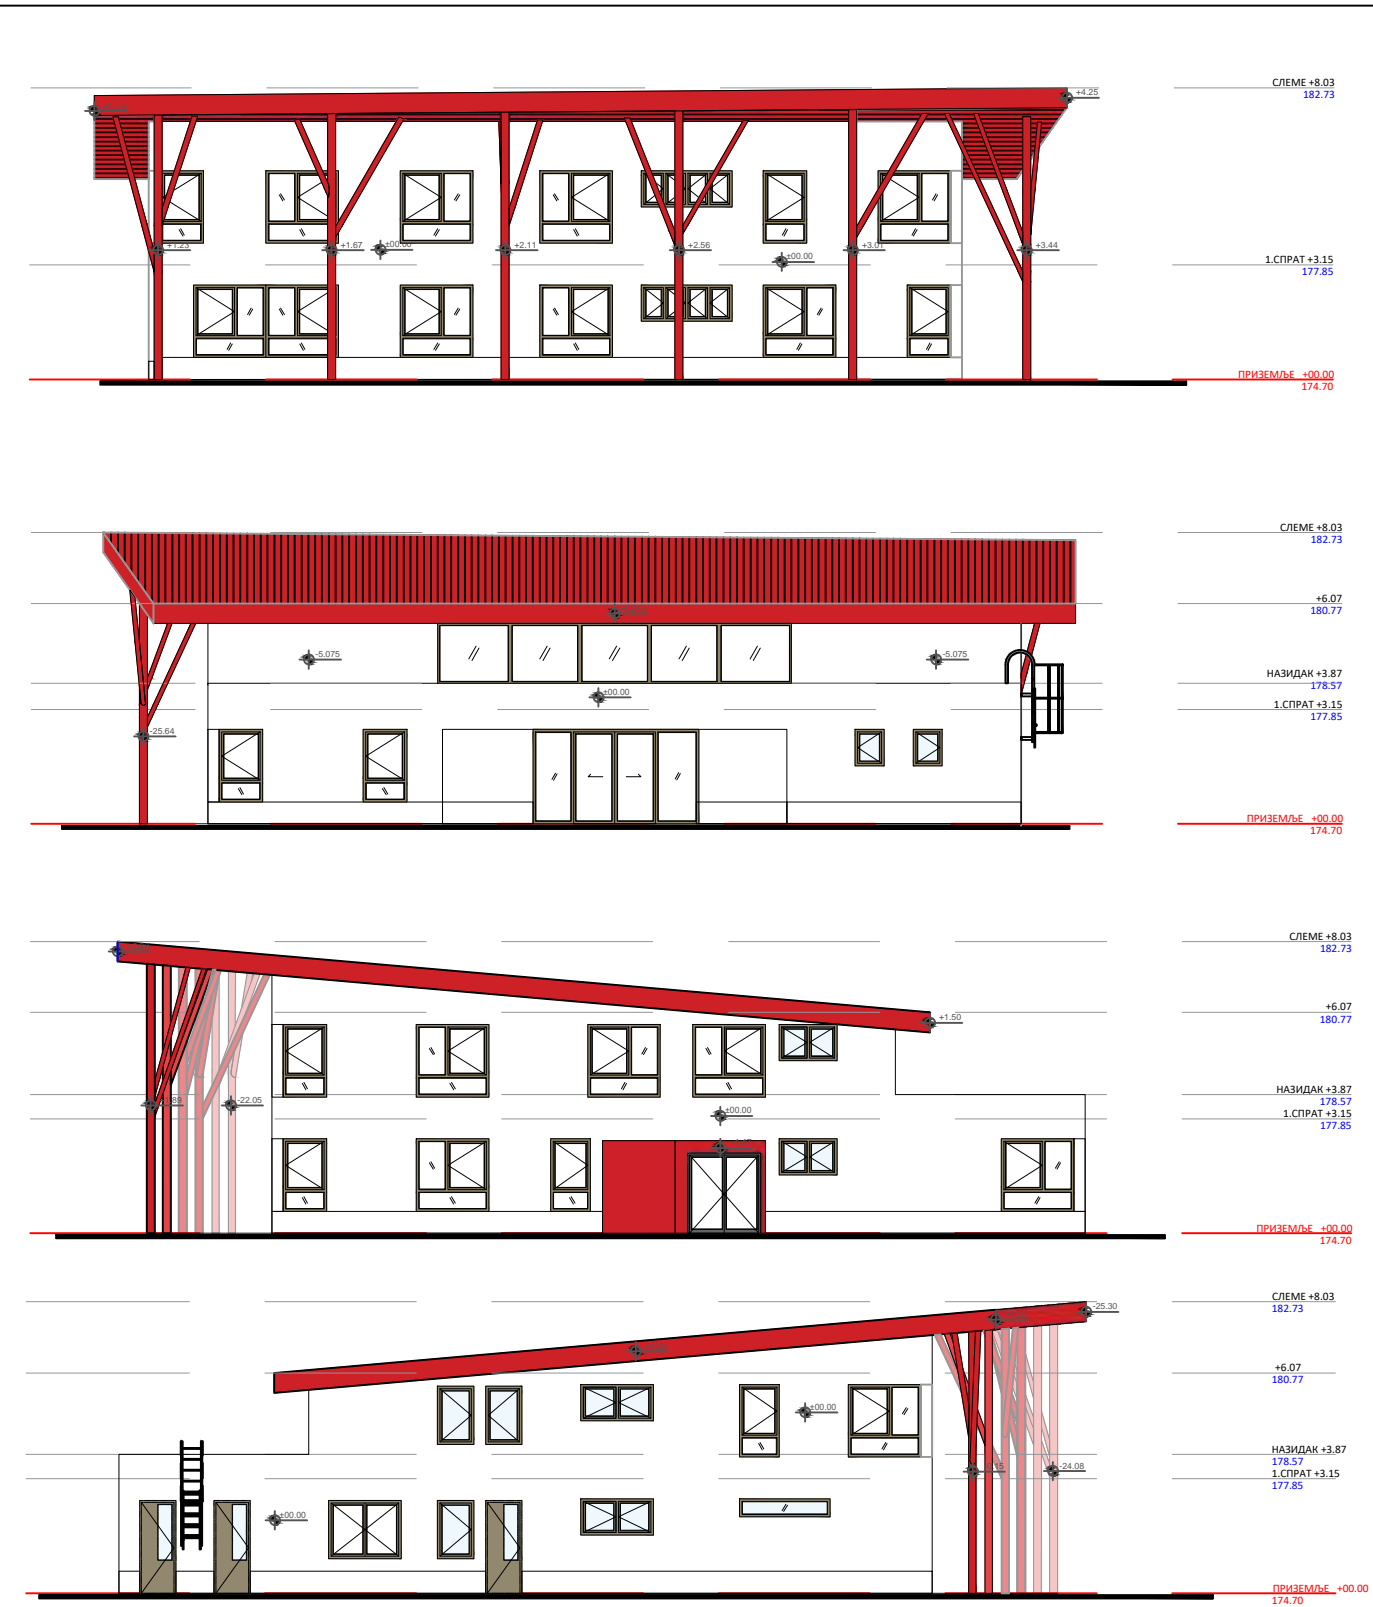 СЛЕМЕ +8.03
182.73
+4.25
+1.23
+1.67
±00.00
+2.11
+2.56
±00.00
+3.01
+3.44
1.СПРАТ +3.15
177.85
ПРИЗЕМЉЕ +00.00
174.70
СЛЕМЕ +8.03
182.73
+6.07
180.77
-5.075
-5.075
НАЗИДАК +3.87
178.57
±00.00
1.СПРАТ +3.15
177.85
-25.64
ПРИЗЕМЉЕ +00.00
174.70
СЛЕМЕ +8.03
182.73
+6.07
180.77
+1.50
НАЗИДАК +3.87
178.57
-22.05
±00.00
1.СПРАТ +3.15
177.85
ПРИЗЕМЉЕ +00.00
174.70
СЛЕМЕ +8.03
182.73
-25.30
+6.07
180.77
±00.00
НАЗИДАК +3.87
178.57
-24.08
1.СПРАТ +3.15
177.85
±00.00
ПРИЗЕМЉЕ +00.00
174.70